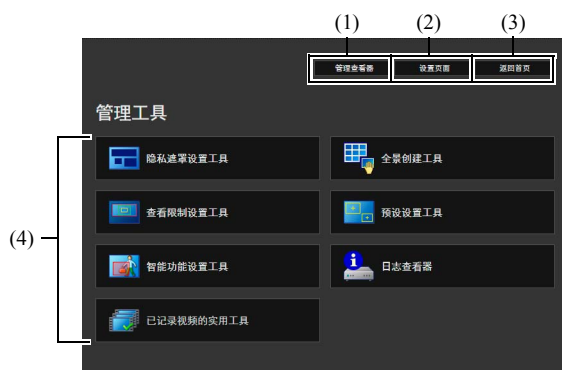 (1) (2) (3)
管理查看器 设置页面 返回首页
管理工具
隐私遮罩设置工具 全景创建工具
(4)
查看限制设置工具 预设设置工具
智能功能设置工具 日志查看器
已记录视频的实用工具